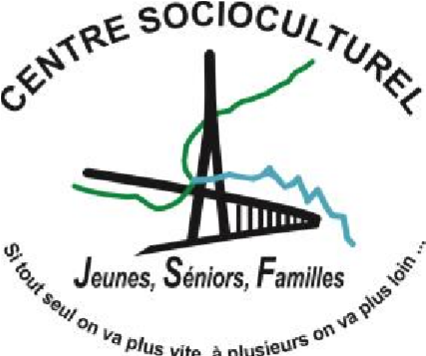 CENTRE SOCIOCULTUREL
Jeunes, Séniors, Familles
Si tout seul on va plus vite, à plusieurs on va plus loin ...